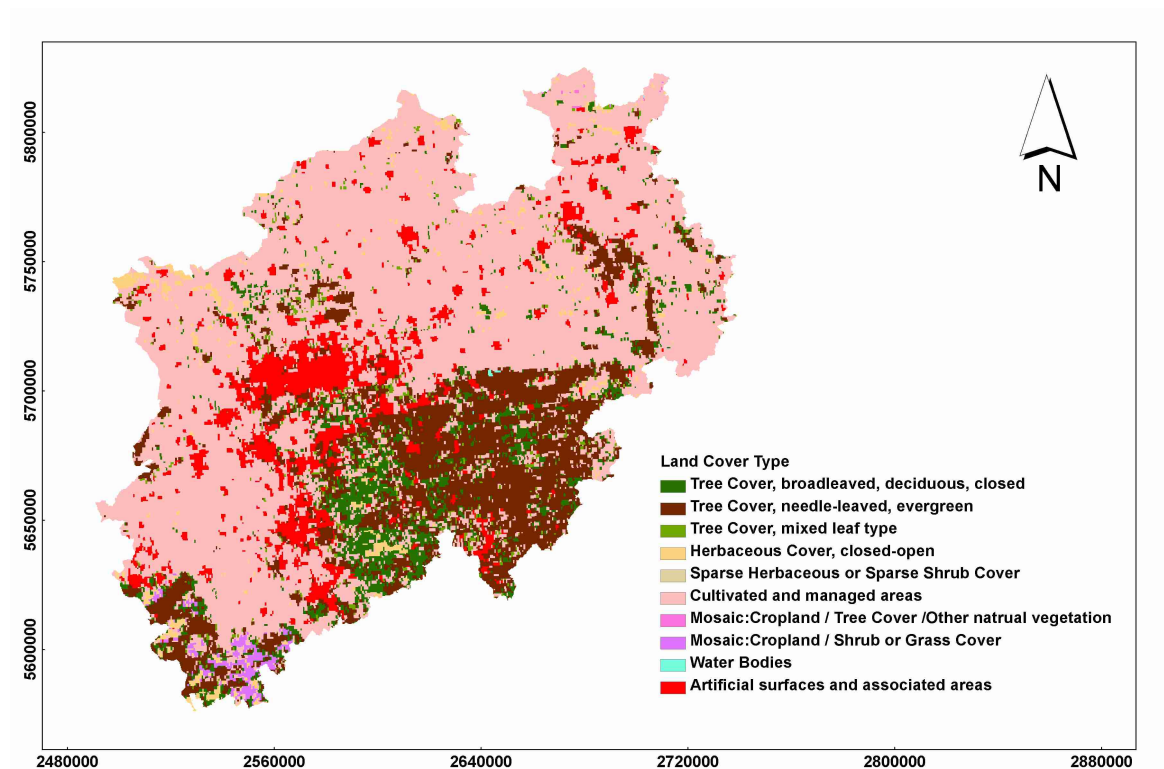 5800000
5750000
5700000
5650000
5600000
N
Land Cover Type
Tree Cover, broadleaved, deciduous, closed
Tree Cover, needle-leaved, evergreen
Tree Cover, mixed leaf type
Herbaceous Cover, closed-open
Sparse Herbaceous or Sparse Shrub Cover
Cultivated and managed areas
Mosaic:Cropland / Tree Cover /Other natrual vegetation
Mosaic:Cropland / Shrub or Grass Cover
Water Bodies
Artificial surfaces and associated areas
2480000 2560000 2640000 2720000 2800000 2880000